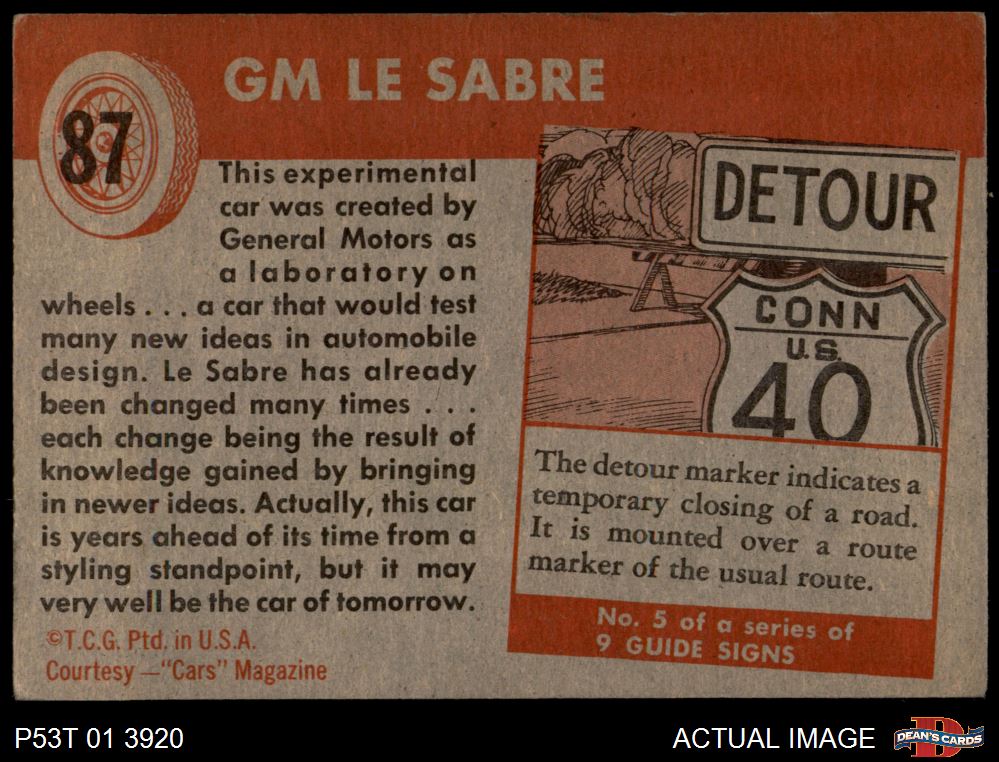 87
GM LE SABRE
This experimental
car was created by
General Motors as
a laboratory on
wheels . . . a car that would test
many new ideas in automobile
design. Le Sabre has already
been changed many times . . .
each change being the result of
knowledge gained by bringing
in newer ideas. Actually, this car
is years ahead of its time from a
styling standpoint, but it may
very well be the car of tomorrow.
©T.C.G. Ptd. in U.S.A.
Courtesy—"Cars" Magazine
DETOUR
CONN
U.S.
40
The detour marker indicates a
temporary closing of a road.
It is mounted over a route
marker of the usual route.
No. 5 of a series of
9 GUIDE SIGNS
P53T 01 3920
ACTUAL IMAGE
D
DEAN'S CARDS